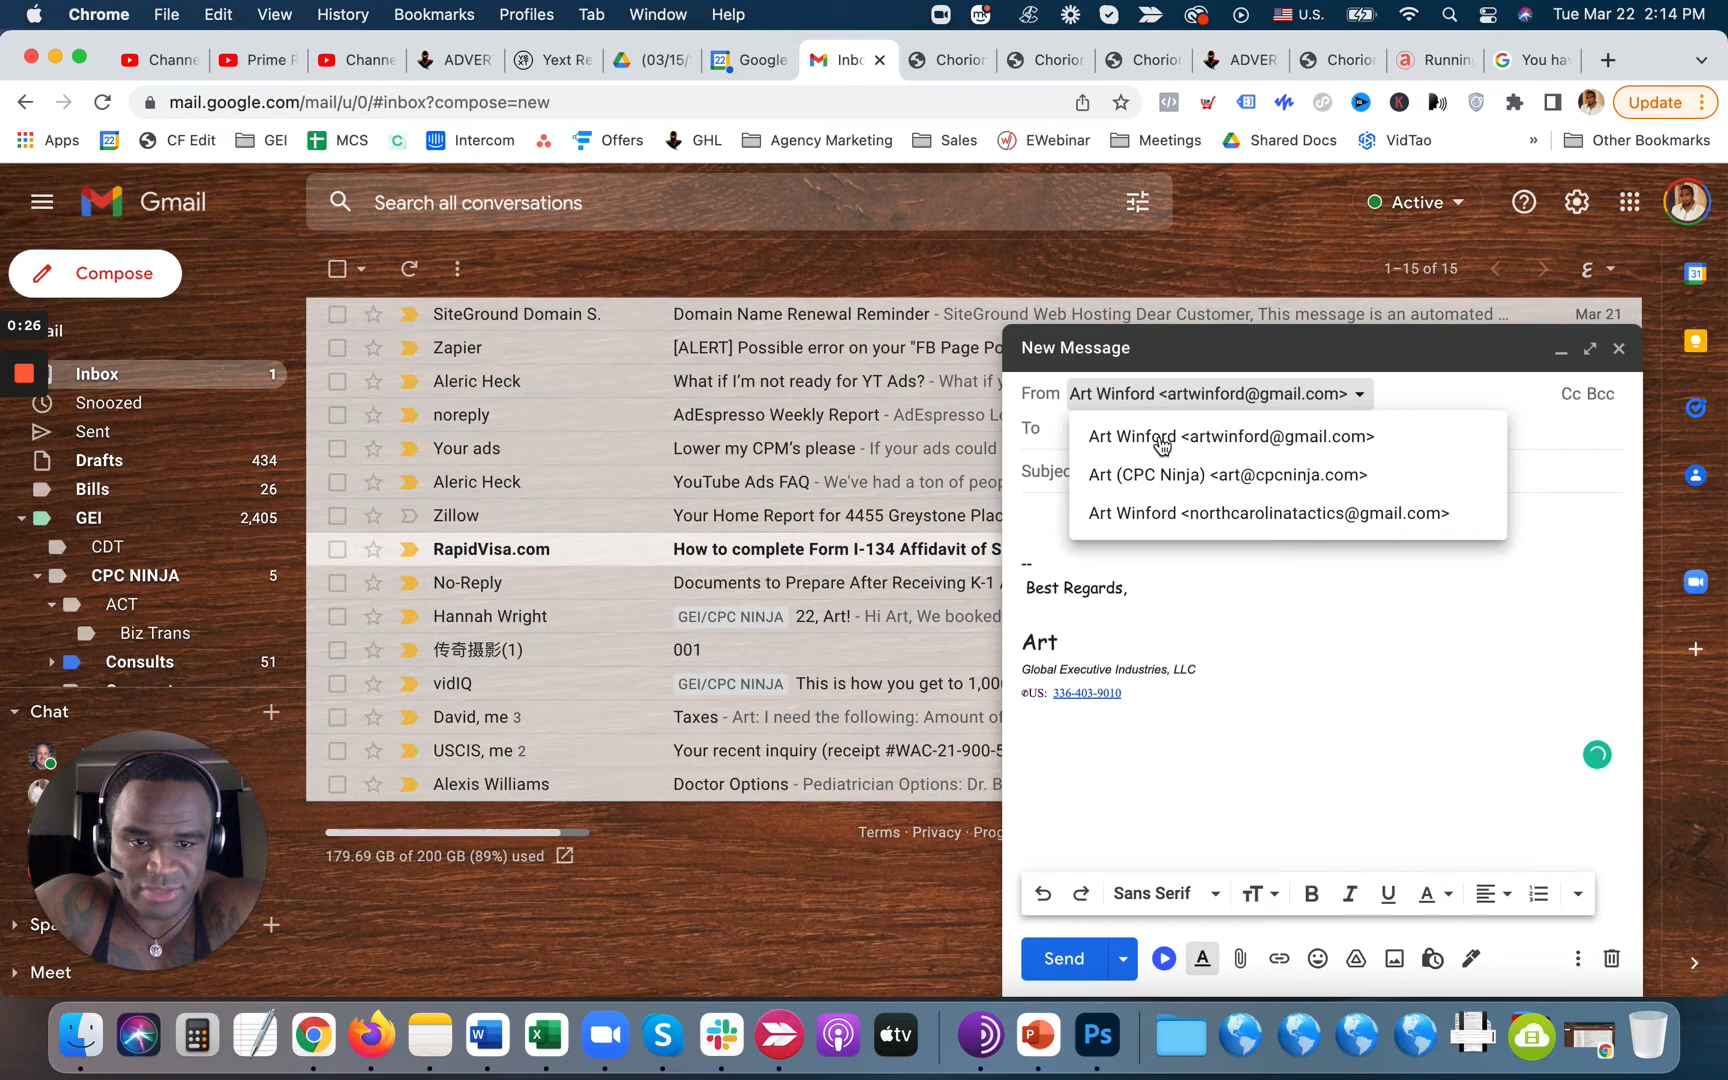 Chrome File Edit View History Bookmarks Profiles Tab Window Help U.S. Tue Mar 22 2:14 PM
Channe Prime R Channe ADVER Yext Re (03/15/ Google Inbc Chorior Chorior Chorior ADVER Chorior Runnin You hav
mail.google.com/mail/u/0/#inbox?compose=new Update
Apps CF Edit GEI MCS Intercom Offers GHL Agency Marketing Sales EWebinar Meetings Shared Docs VidTao » Other Bookmarks
Gmail Search all conversations Active
Compose
1–15 of 15
0:26 ail
Inbox 1
Snoozed
Sent
Drafts 434
Bills 26
GEI 2,405
CDT
CPC NINJA 5
ACT
Biz Trans
Consults 51
Chat
Spa
Meet
SiteGround Domain S. Domain Name Renewal Reminder - SiteGround Web Hosting Dear Customer, This message is an automated ... Mar 21
Zapier [ALERT] Possible error on your "FB Page Po
Aleric Heck What if I'm not ready for YT Ads? - What if y
noreply AdEspresso Weekly Report - AdEspresso Lo
Your ads Lower my CPM's please - If your ads could
Aleric Heck YouTube Ads FAQ - We've had a ton of peop
Zillow Your Home Report for 4455 Greystone Plac
RapidVisa.com How to complete Form I-134 Affidavit of S
No-Reply Documents to Prepare After Receiving K-1 A
Hannah Wright GEI/CPC NINJA 22, Art! - Hi Art, We booked
传奇摄影(1) 001
vidIQ GEI/CPC NINJA This is how you get to 1,000
David, me 3 Taxes - Art: I need the following: Amount of
USCIS, me 2 Your recent inquiry (receipt #WAC-21-900-5
Alexis Williams Doctor Options - Pediatrician Options: Dr. B
Terms · Privacy · Prog
179.69 GB of 200 GB (89%) used
New Message
From Art Winford <artwinford@gmail.com> Cc Bcc
To
Subjec
Art Winford <artwinford@gmail.com>
Art (CPC Ninja) <art@cpcninja.com>
Art Winford <northcarolinatactics@gmail.com>
--
Best Regards,
Art
Global Executive Industries, LLC
✆US: 336-403-9010
Sans Serif
Send